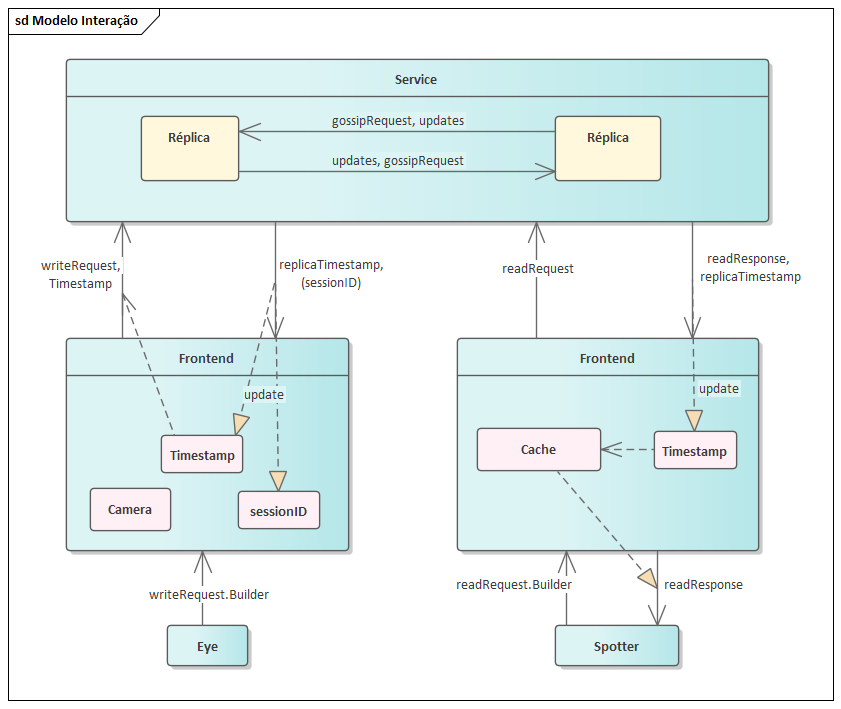 sd Modelo Interação
Service
Réplica
gossipRequest, updates
updates, gossipRequest
Réplica
writeRequest,
Timestamp
replicaTimestamp,
(sessionID)
readRequest
readResponse,
replicaTimestamp
Frontend
update
Timestamp
Camera
sessionID
Frontend
update
Cache
Timestamp
writeRequest.Builder
readRequest.Builder
readResponse
Eye
Spotter